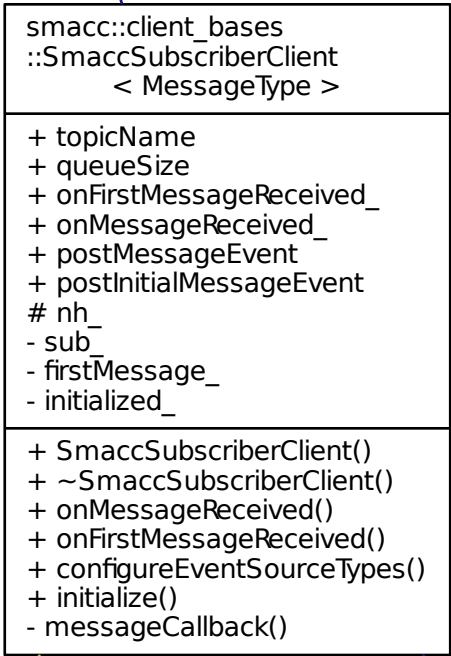 smacc::client_bases
::SmaccSubscriberClient
< MessageType >
+ topicName
+ queueSize
+ onFirstMessageReceived_
+ onMessageReceived_
+ postMessageEvent
+ postInitialMessageEvent
# nh_
- sub_
- firstMessage_
- initialized_
+ SmaccSubscriberClient()
+ ~SmaccSubscriberClient()
+ onMessageReceived()
+ onFirstMessageReceived()
+ configureEventSourceTypes()
+ initialize()
- messageCallback()